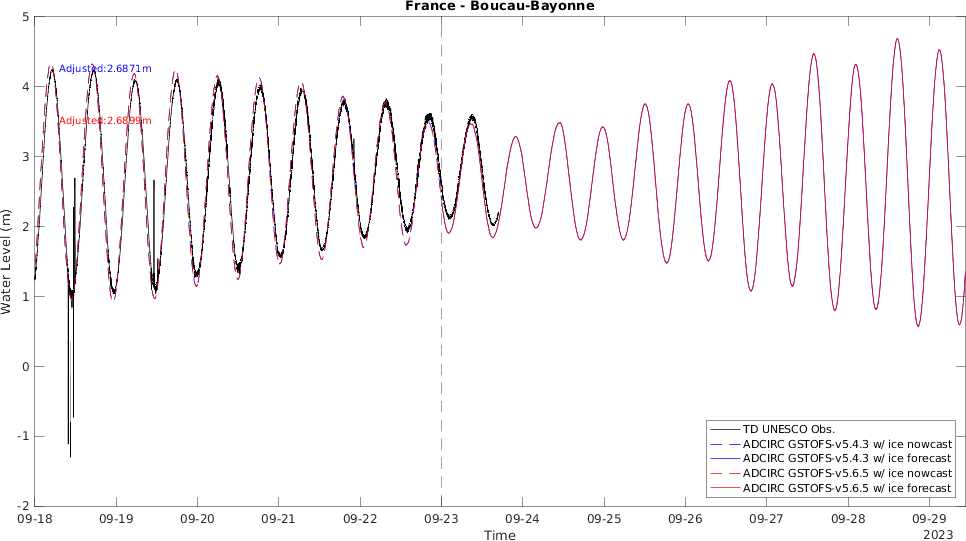 France - Boucau-Bayonne
Water Level (m)
5
4
3
2
1
0
-1
-2
Adjusted:2.6871m
Adjusted:2.6899m
TD UNESCO Obs.
ADCIRC GSTOFS-v5.4.3 w/ ice nowcast
ADCIRC GSTOFS-v5.4.3 w/ ice forecast
ADCIRC GSTOFS-v5.6.5 w/ ice nowcast
ADCIRC GSTOFS-v5.6.5 w/ ice forecast
09-18 09-19 09-20 09-21 09-22 09-23 09-24 09-25 09-26 09-27 09-28 09-29
Time
2023